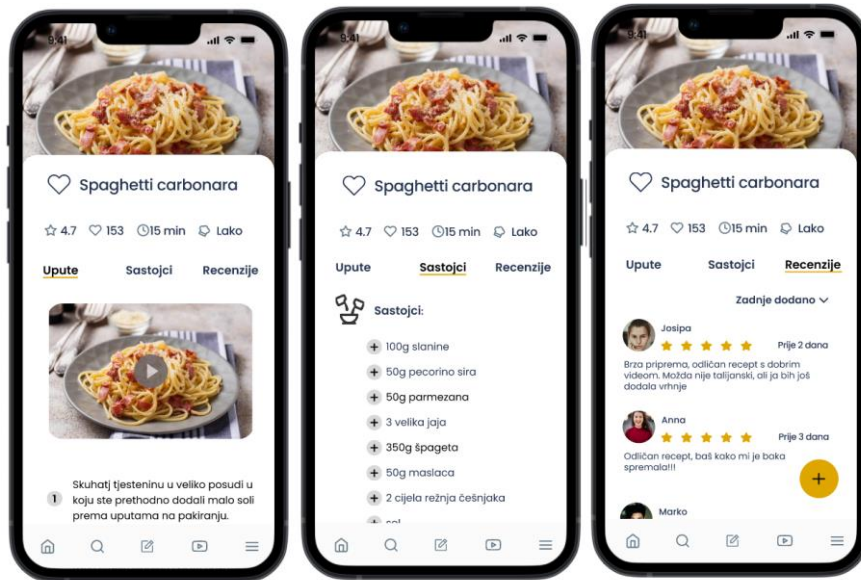 9:41
Spaghetti carbonara
4.7 153 15 min Lako
Upute Sastojci Recenzije
1
Skuhatj tjesteninu u veliko posudi u
koju ste prethodno dodali malo soli
prema uputama na pakiranju.
9:41
Spaghetti carbonara
4.7 153 15 min Lako
Upute Sastojci Recenzije
Sastojci:
+ 100g slanine
+ 50g pecorino sira
+ 50g parmezana
+ 3 velika jaja
+ 350g špageta
+ 50g maslaca
+ 2 cijela režnja češnjaka
+ sol
9:41
Spaghetti carbonara
4.7 153 15 min Lako
Upute Sastojci Recenzije
Zadnje dodano
Josipa
Prije 2 dana
Brza priprema, odličan recept s dobrim
videom. Možda nije talijanski, ali ja bih još
dodala vrhnje
Anna
Prije 3 dana
Odličan recept, baš kako mi je baka
spremala!!!
+
Marko